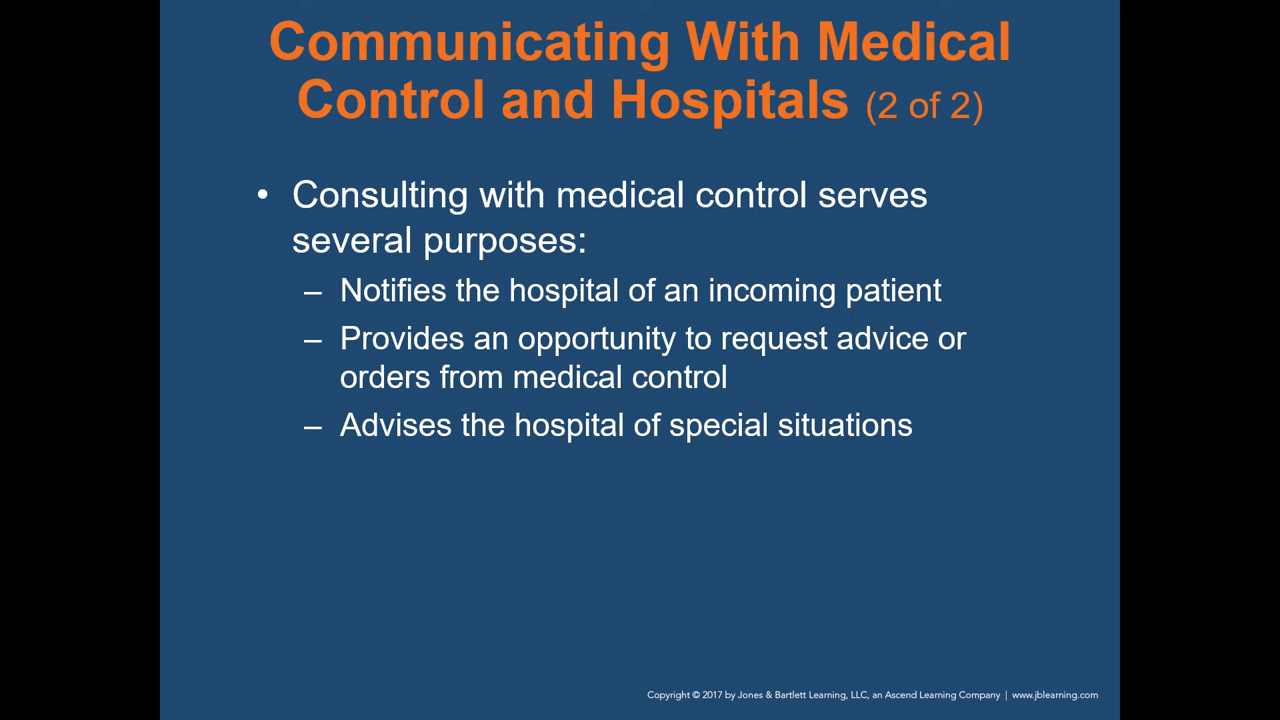 Communicating With Medical
Control and Hospitals (2 of 2)
• Consulting with medical control serves
several purposes:
– Notifies the hospital of an incoming patient
– Provides an opportunity to request advice or
orders from medical control
– Advises the hospital of special situations
Copyright © 2017 by Jones & Bartlett Learning, LLC, an Ascend Learning Company | www.jblearning.com